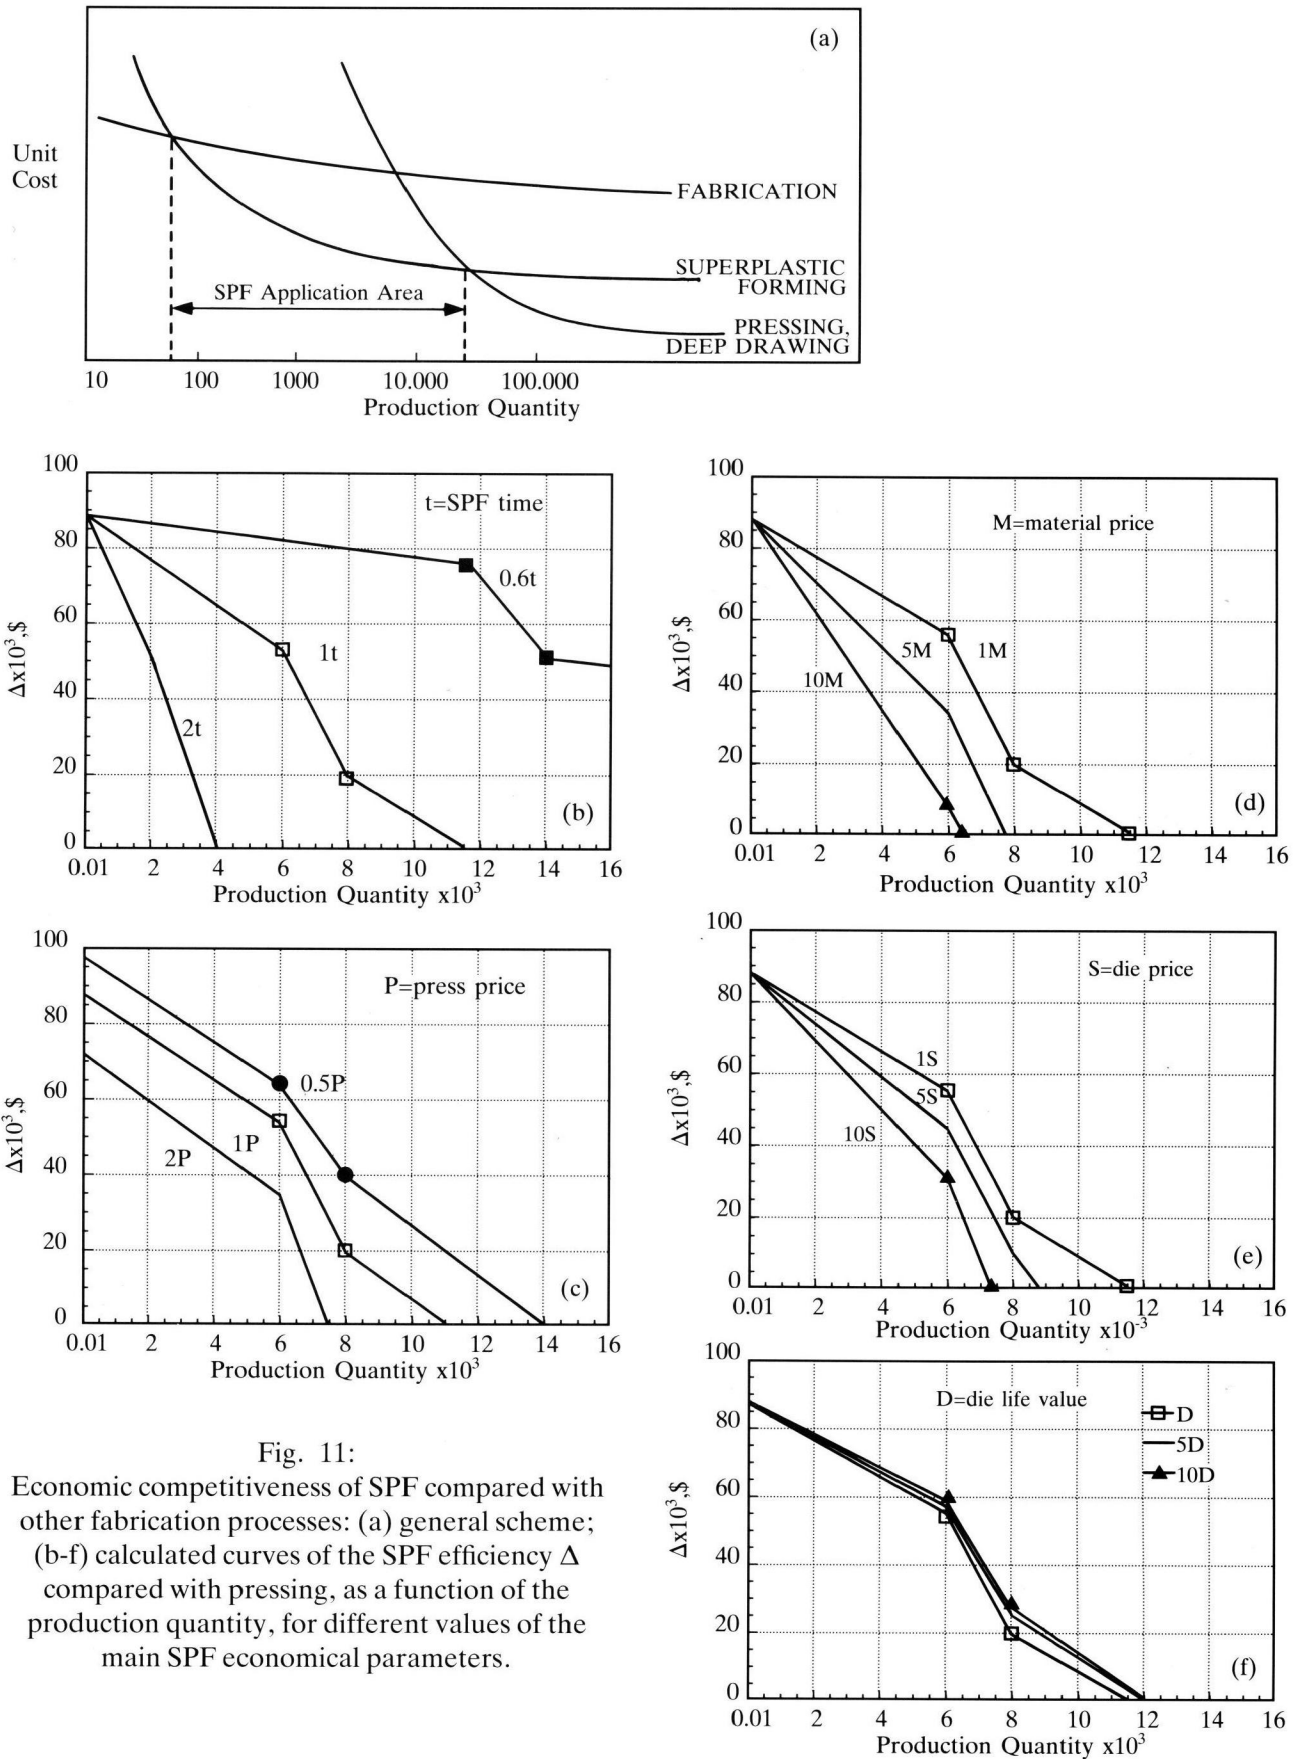 (a)
Unit
Cost
FABRICATION
SUPERPLASTIC
FORMING
SPF Application Area
PRESSING,
DEEP DRAWING
10 100 1000 10.000 100.000
Production Quantity
100
80
60
40
20
0
Δx10³,$
t=SPF time
0.6t
1t
2t
(b)
0.01 2 4 6 8 10 12 14 16
Production Quantity x10³
100
80
60
40
20
0
Δx10³,$
P=press price
0.5P
1P
2P
(c)
0.01 2 4 6 8 10 12 14 16
Production Quantity x10³
Fig. 11:
Economic competitiveness of SPF compared with
other fabrication processes: (a) general scheme;
(b-f) calculated curves of the SPF efficiency Δ
compared with pressing, as a function of the
production quantity, for different values of the
main SPF economical parameters.
100
80
60
40
20
0
Δx10³,$
M=material price
5M 1M
10M
(d)
0.01 2 4 6 8 10 12 14 16
Production Quantity x10³
100
80
60
40
20
0
Δx10³,$
S=die price
1S
5S
10S
(e)
0.01 2 4 6 8 10 12 14 16
Production Quantity x10⁻³
100
80
60
40
20
0
Δx10³,$
D=die life value
D
5D
10D
(f)
0.01 2 4 6 8 10 12 14 16
Production Quantity x10³